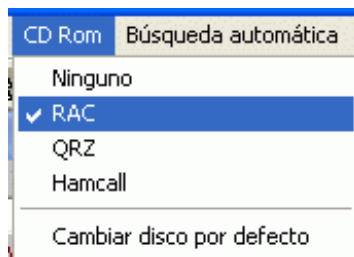 CD Rom Búsqueda automática
Ninguno
RAC
QRZ
Hamcall
Cambiar disco por defecto